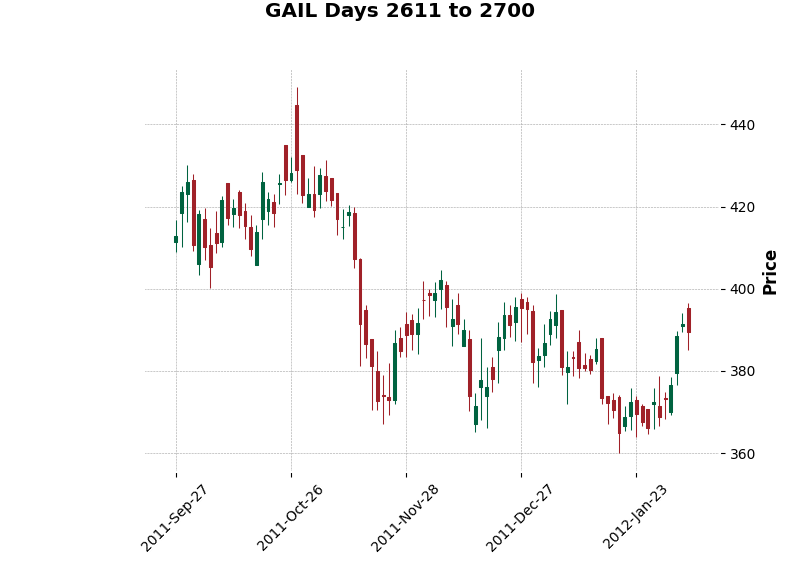 GAIL Days 2611 to 2700
440
420
400
380
360
Price
2011-Sep-27
2011-Oct-26
2011-Nov-28
2011-Dec-27
2012-Jan-23